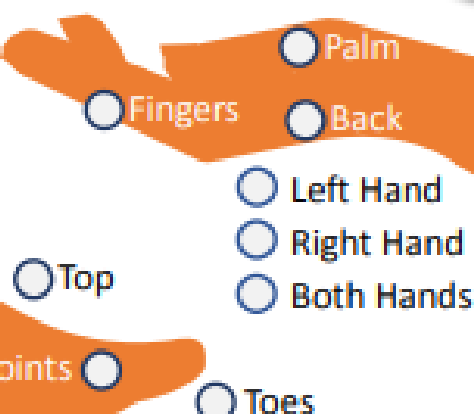 Palm
Fingers
Back
Left Hand
Right Hand
Both Hands
Top
oints
Toes